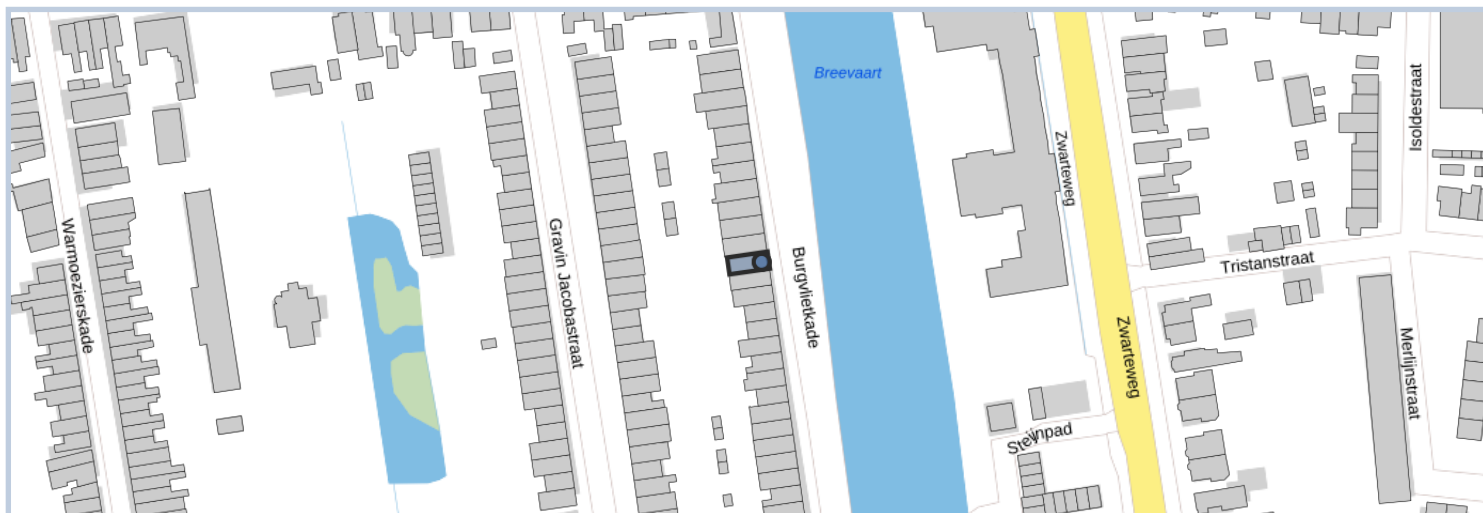 Breevaart
Zwarteweg
Isoldestraat
Warmoezierskade
Gravin Jacobastraat
Burgvlietkade
Tristanstraat
Zwarteweg
Merlijnstraat
Steijnpad